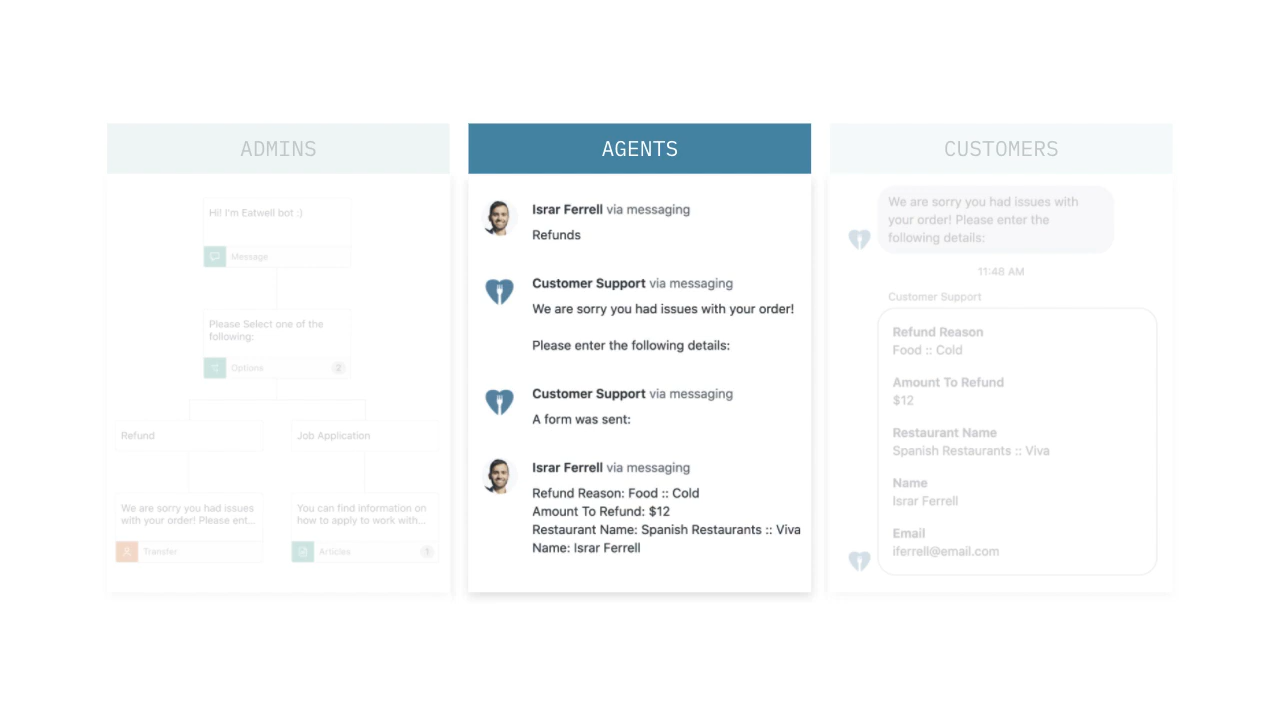 ADMINS
Hi! I'm Eatwell bot :)
Message
Please Select one of the
following:
Options 2
Refund
Job Application
We are sorry you had issues
with your order! Please ent...
Transfer
You can find information on
how to apply to work with...
Articles 1
AGENTS
Israr Ferrell via messaging
Refunds
Customer Support via messaging
We are sorry you had issues with your order!
Please enter the following details:
Customer Support via messaging
A form was sent:
Israr Ferrell via messaging
Refund Reason: Food :: Cold
Amount To Refund: $12
Restaurant Name: Spanish Restaurants :: Viva
Name: Israr Ferrell
CUSTOMERS
We are sorry you had issues with
your order! Please enter the
following details:
11:48 AM
Customer Support
Refund Reason
Food :: Cold
Amount To Refund
$12
Restaurant Name
Spanish Restaurants :: Viva
Name
Israr Ferrell
Email
iferrell@email.com